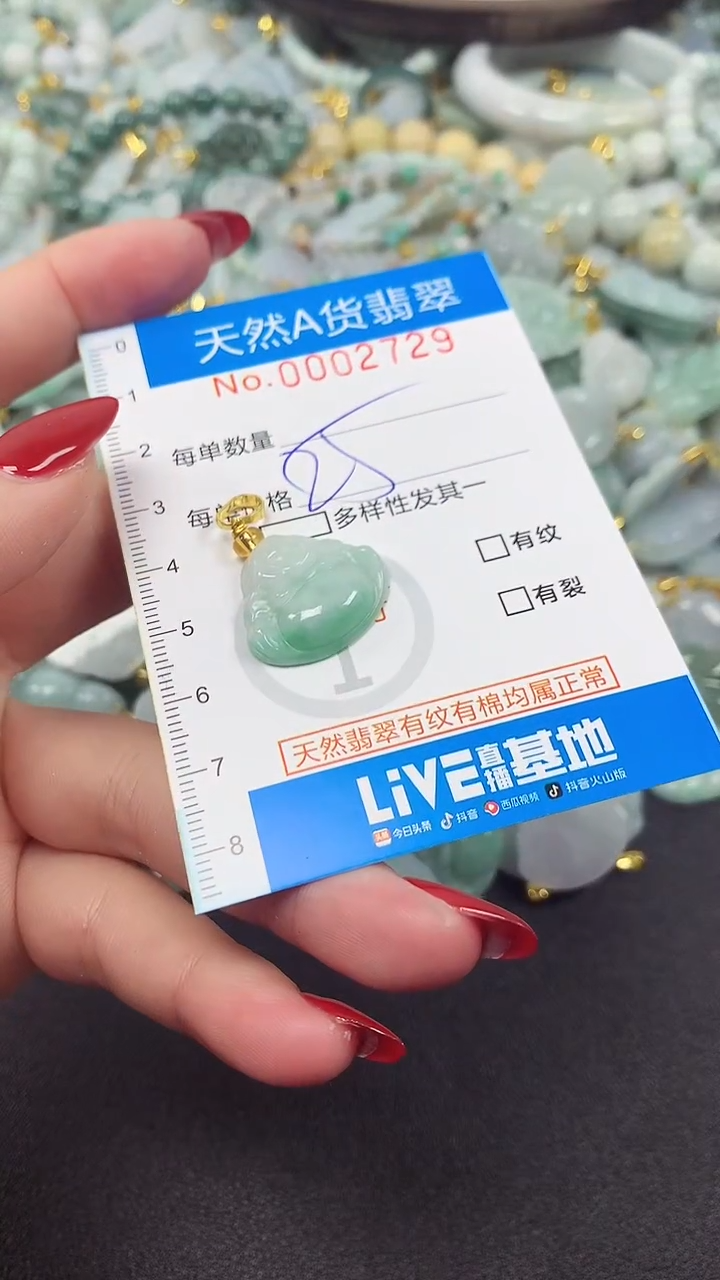 天然A货翡翠
No.0002729
每单数量
每 格
多样性发其一
有纹
有裂
天然翡翠有纹有棉均属正常
LiVE直播基地
今日头条 抖音 西瓜视频 抖音火山版
0
1
2
3
4
5
6
7
8